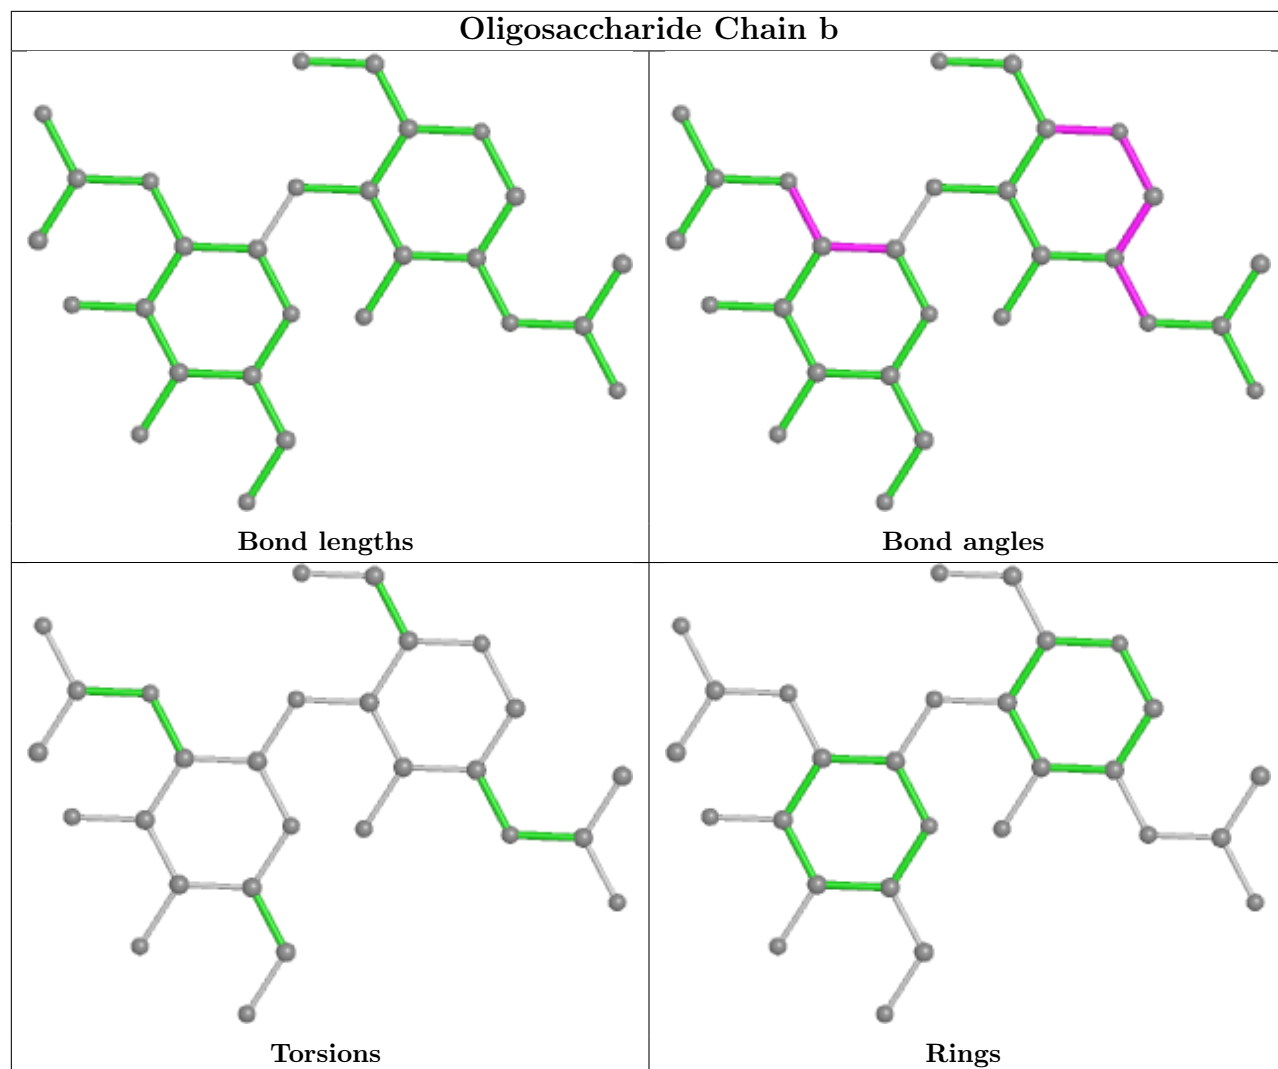 Oligosaccharide Chain b
Bond lengths
Bond angles
Torsions
Rings